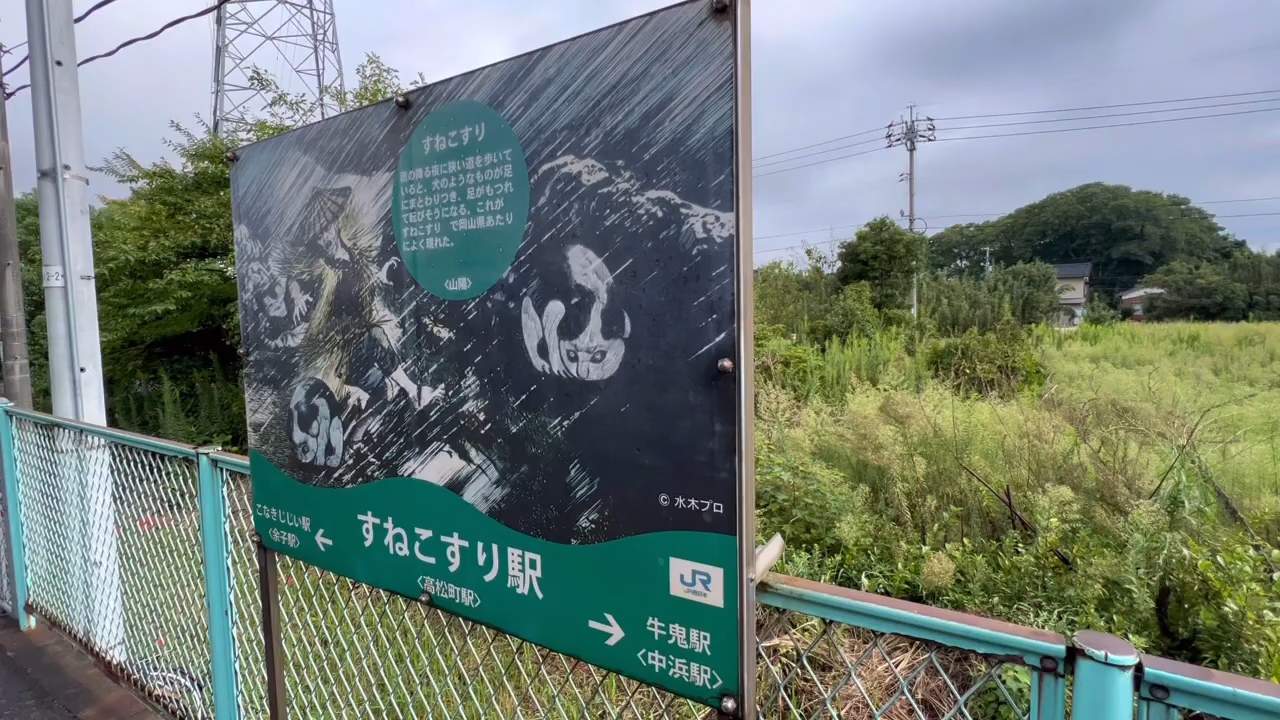 すねこすり
雨の降る夜に狭い道を歩いて
いると、犬のようなものが足
にまとわりつき、足がもつれ
て転びそうになる。これが
すねこすり で岡山県あたり
によく現れた。
〈山陽〉
© 水木プロ
こなきじじい駅
〈余子駅〉
←
すねこすり駅
〈高松町駅〉
JR
JR西日本
→
牛鬼駅
〈中浜駅〉